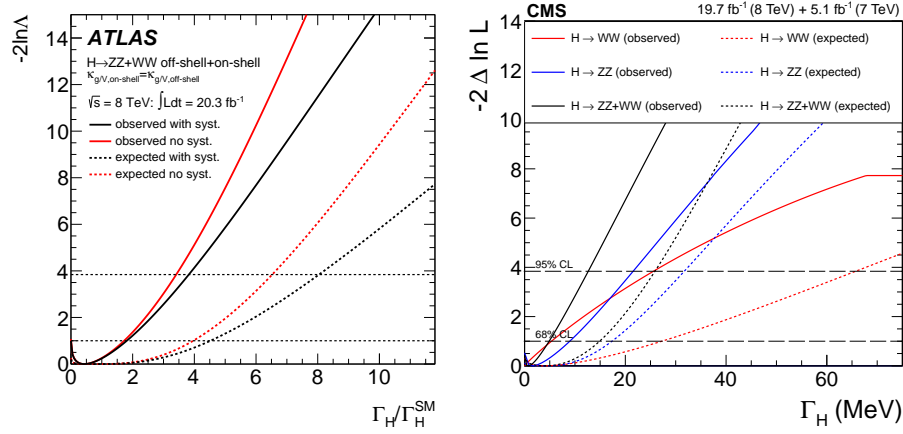 -2lnΛ
14
12
10
8
6
4
2
0
ATLAS
H→ZZ+WW off-shell+on-shell
κg/V,on-shell=κg/V,off-shell
√s = 8 TeV: ∫Ldt = 20.3 fb⁻¹
observed with syst.
observed no syst.
expected with syst.
expected no syst.
0 2 4 6 8 10
Γ_H/Γ_H^SM
CMS 19.7 fb⁻¹ (8 TeV) + 5.1 fb⁻¹ (7 TeV)
-2 Δ ln L
14
12
10
8
6
4
2
0
H → WW (observed) H → WW (expected)
H → ZZ (observed) H → ZZ (expected)
H → ZZ+WW (observed) H → ZZ+WW (expected)
95% CL
68% CL
0 20 40 60
Γ_H (MeV)